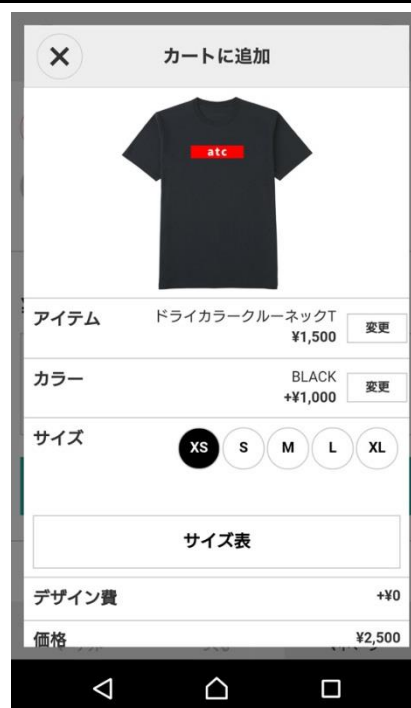 カートに追加
atc
アイテム
ドライカラークルーネックT
¥1,500
変更
カラー
BLACK
+¥1,000
変更
サイズ
XS S M L XL
サイズ表
デザイン費 +¥0
価格 ¥2,500